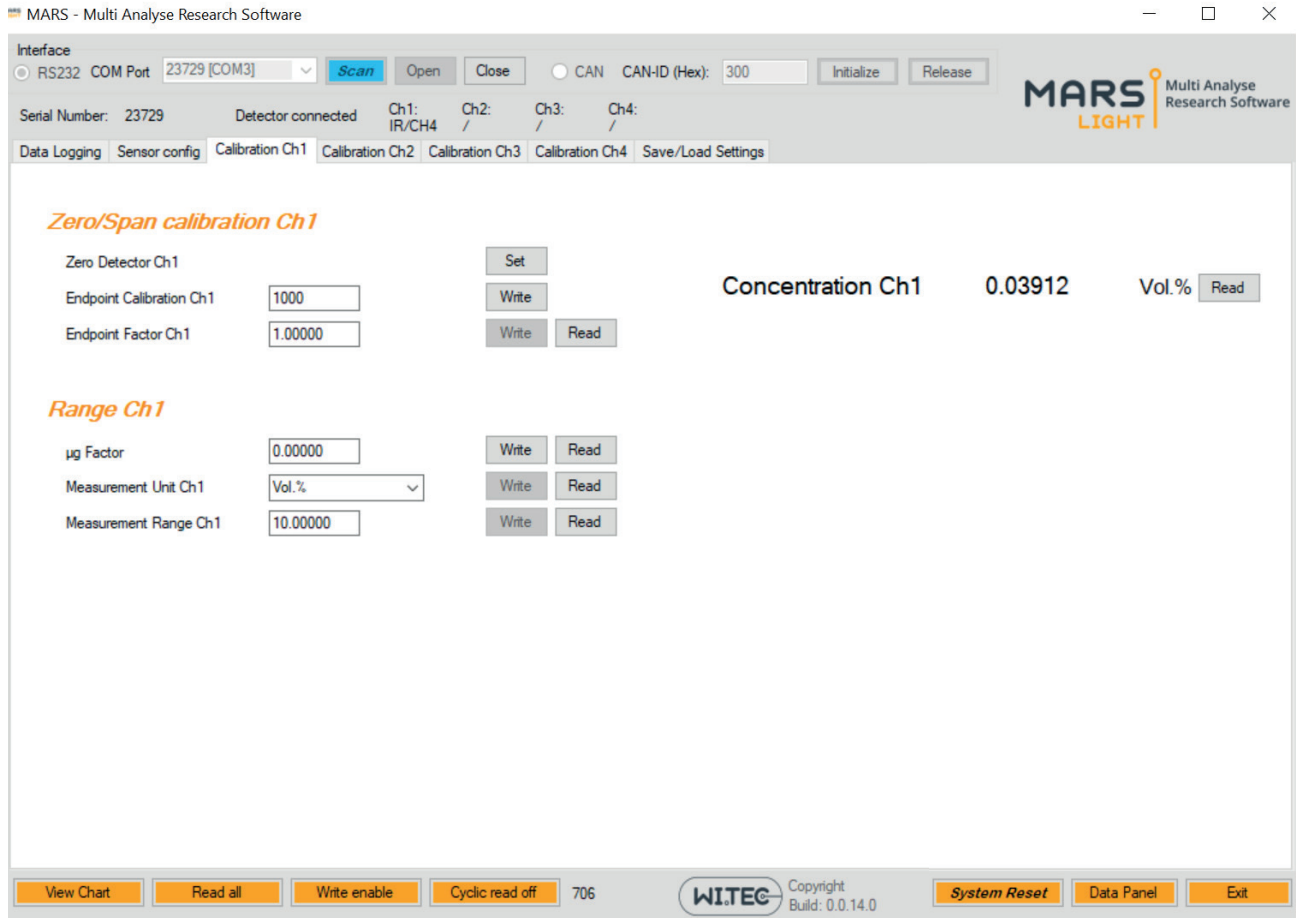 MARS - Multi Analyse Research Software
Interface
RS232 COM Port 23729 [COM3] Scan Open Close CAN CAN-ID (Hex): 300 Initialize Release
MARS LIGHT Multi Analyse Research Software
Serial Number: 23729 Detector connected Ch1: IR/CH4 Ch2: / Ch3: / Ch4: /
Data Logging Sensor config Calibration Ch1 Calibration Ch2 Calibration Ch3 Calibration Ch4 Save/Load Settings
Zero/Span calibration Ch1
Zero Detector Ch1 Set
Concentration Ch1 0.03912 Vol.% Read
Endpoint Calibration Ch1 1000 Write
Endpoint Factor Ch1 1.00000 Write Read
Range Ch1
µg Factor 0.00000 Write Read
Measurement Unit Ch1 Vol.% Write Read
Measurement Range Ch1 10.00000 Write Read
View Chart Read all Write enable Cyclic read off 706 WI.TEC Copyright
Build: 0.0.14.0 System Reset Data Panel Exit